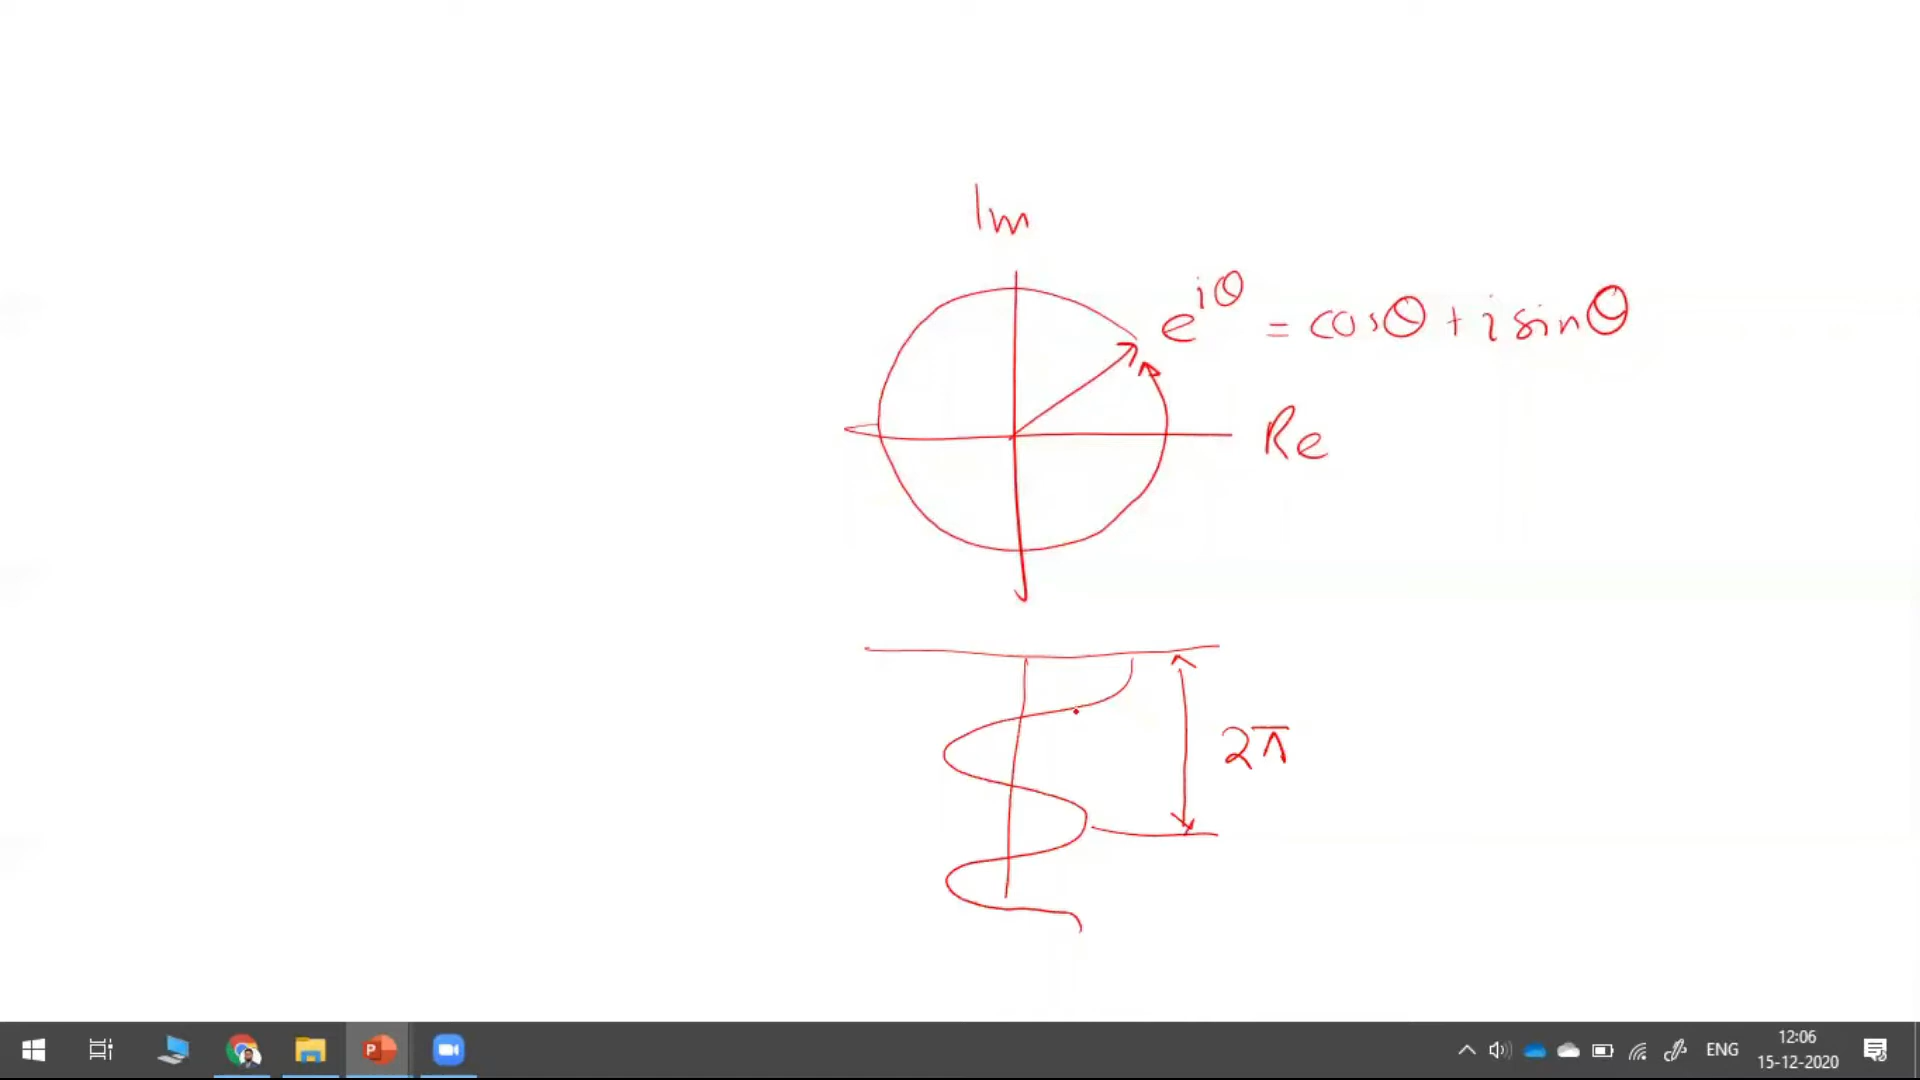 Im
e^{iθ} = cosθ + i sinθ
Re
2π
ENG
12:06
15-12-2020